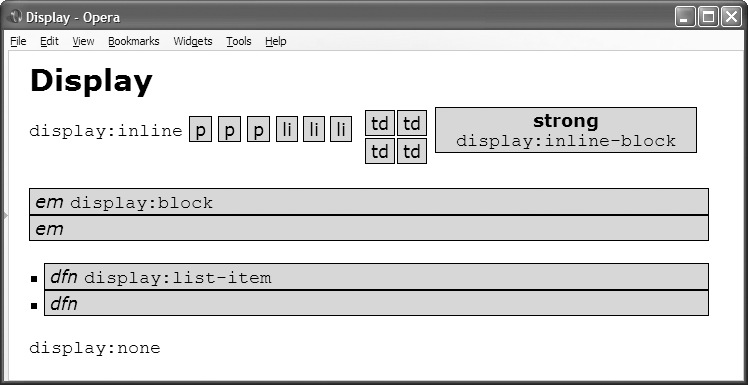 Display - Opera
File Edit View Bookmarks Widgets Tools Help
Display
display:inline p p p li li li td td
td td
strong
display:inline-block
em display:block
em
dfn display:list-item
dfn
display:none